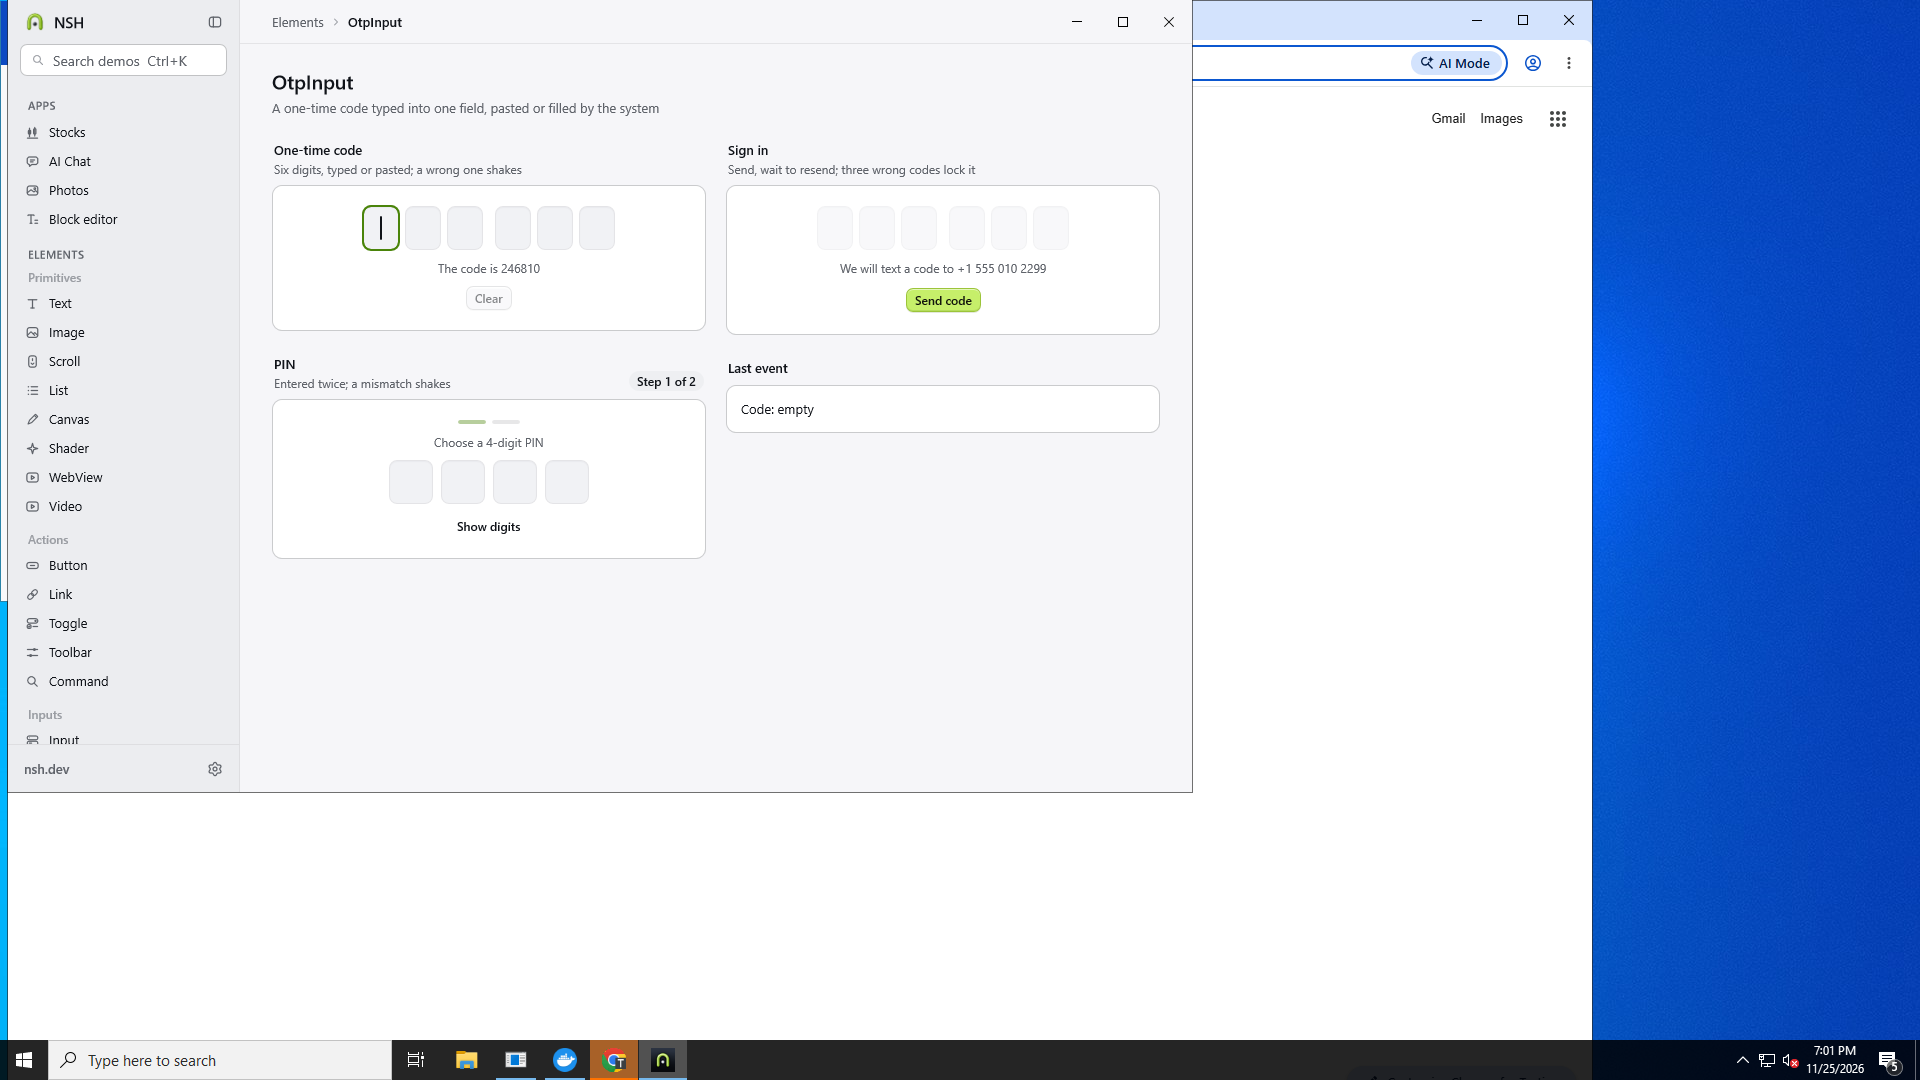 NSH
Search demos Ctrl+K
APPS
Stocks
AI Chat
Photos
Block editor
ELEMENTS
Primitives
Text
Image
Scroll
List
Canvas
Shader
WebView
Video
Actions
Button
Link
Toggle
Toolbar
Command
Inputs
Input
nsh.dev
Elements > OtpInput
OtpInput
A one-time code typed into one field, pasted or filled by the system
One-time code
Six digits, typed or pasted; a wrong one shakes
The code is 246810
Clear
Sign in
Send, wait to resend; three wrong codes lock it
We will text a code to +1 555 010 2299
Send code
PIN
Entered twice; a mismatch shakes
Step 1 of 2
Choose a 4-digit PIN
Show digits
Last event
Code: empty
AI Mode
Gmail Images
Type here to search
7:01 PM
11/25/2026
5